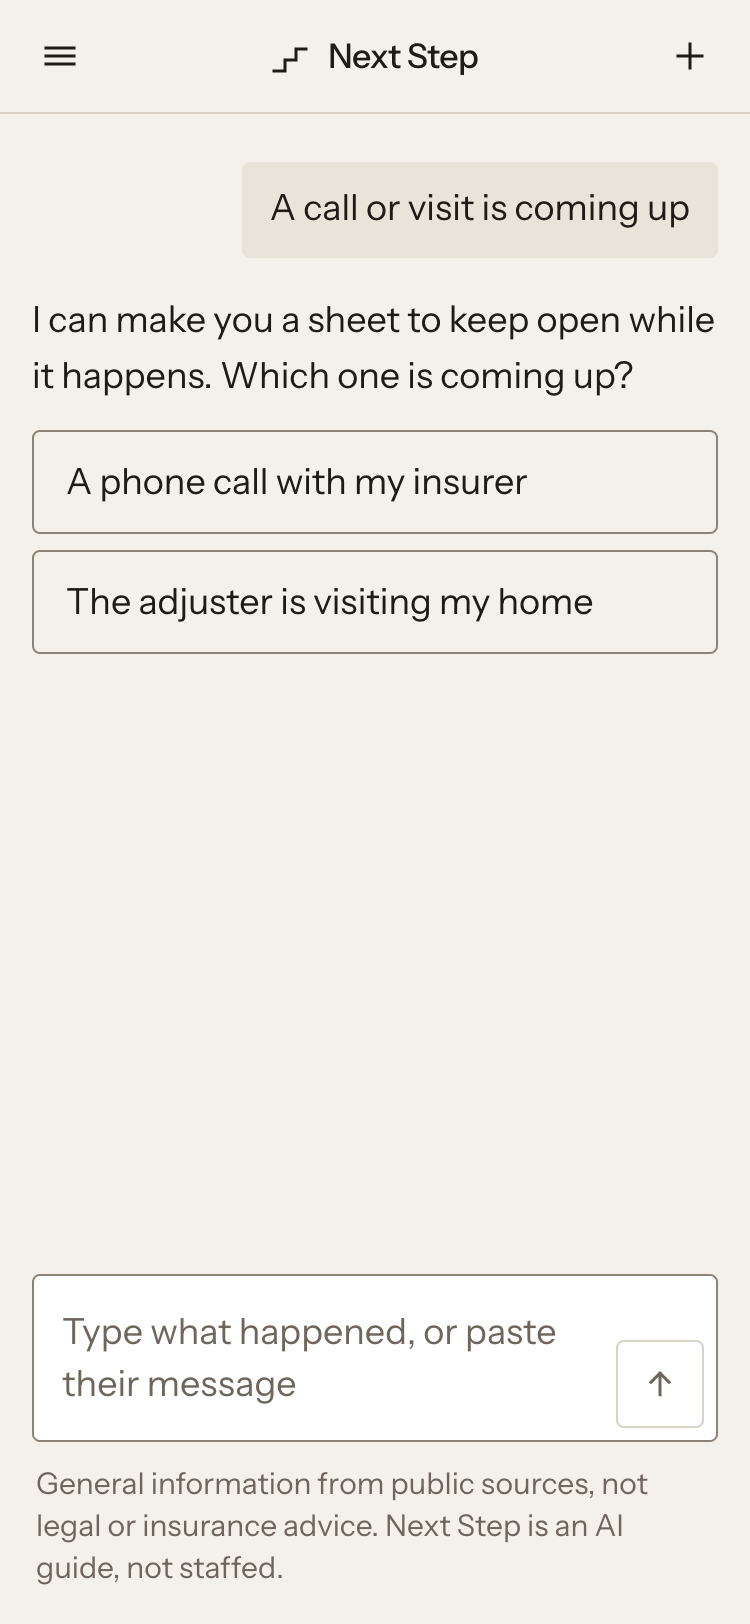 Next Step
A call or visit is coming up
I can make you a sheet to keep open while
it happens. Which one is coming up?
A phone call with my insurer
The adjuster is visiting my home
Type what happened, or paste
their message
General information from public sources, not
legal or insurance advice. Next Step is an AI
guide, not staffed.